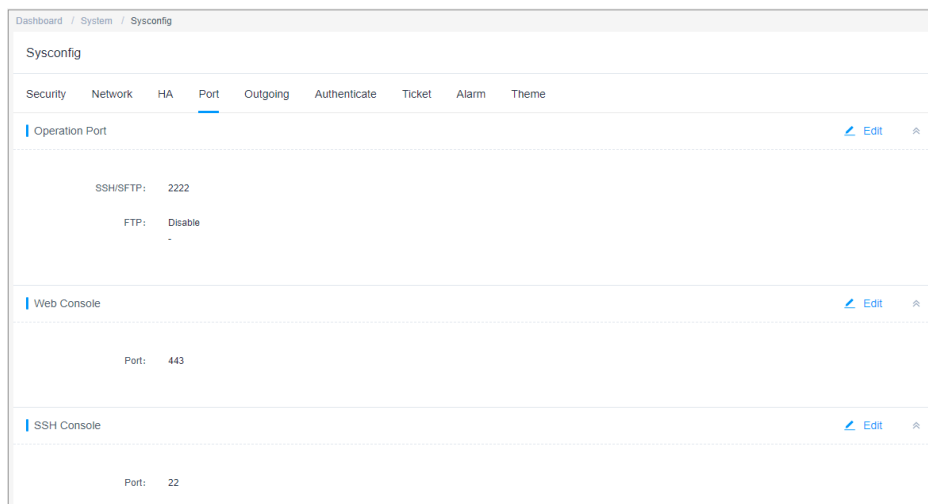 Dashboard / System / Sysconfig
Sysconfig
Security Network HA Port Outgoing Authenticate Ticket Alarm Theme
Operation Port Edit
SSH/SFTP: 2222
FTP: Disable
-
Web Console Edit
Port: 443
SSH Console Edit
Port: 22